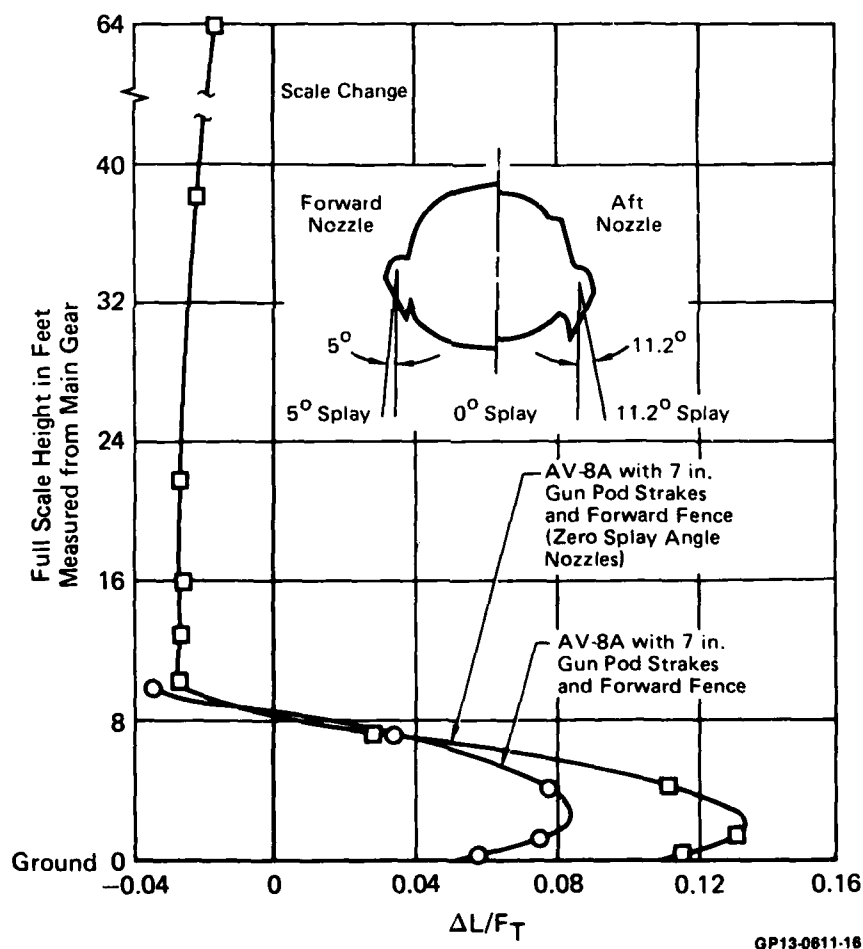 64
Scale Change
40
Forward
Nozzle
Aft
Nozzle
32
5°
11.2°
5° Splay
0° Splay
11.2° Splay
24
AV-8A with 7 in.
Gun Pod Strakes
and Forward Fence
(Zero Splay Angle
Nozzles)
16
AV-8A with 7 in.
Gun Pod Strakes
and Forward Fence
8
Ground
0
Full Scale Height in Feet
Measured from Main Gear
−0.04
0
0.04
0.08
0.12
0.16
ΔL/FT
GP13-0611-16